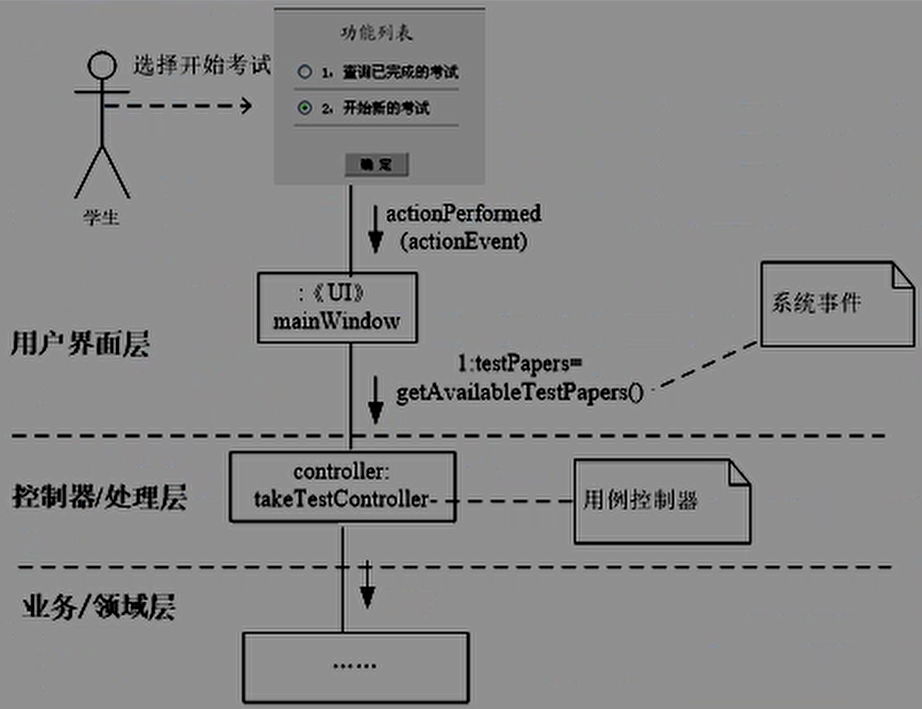 功能列表
选择开始考试
1，查询已完成的考试
2，开始新的考试
确 定
学生
actionPerformed
(actionEvent)
:《UI》
mainWindow
系统事件
用户界面层
1:testPapers=
getAvailableTestPapers()
controller:
takeTestController
控制器/处理层
用例控制器
业务/领域层
……